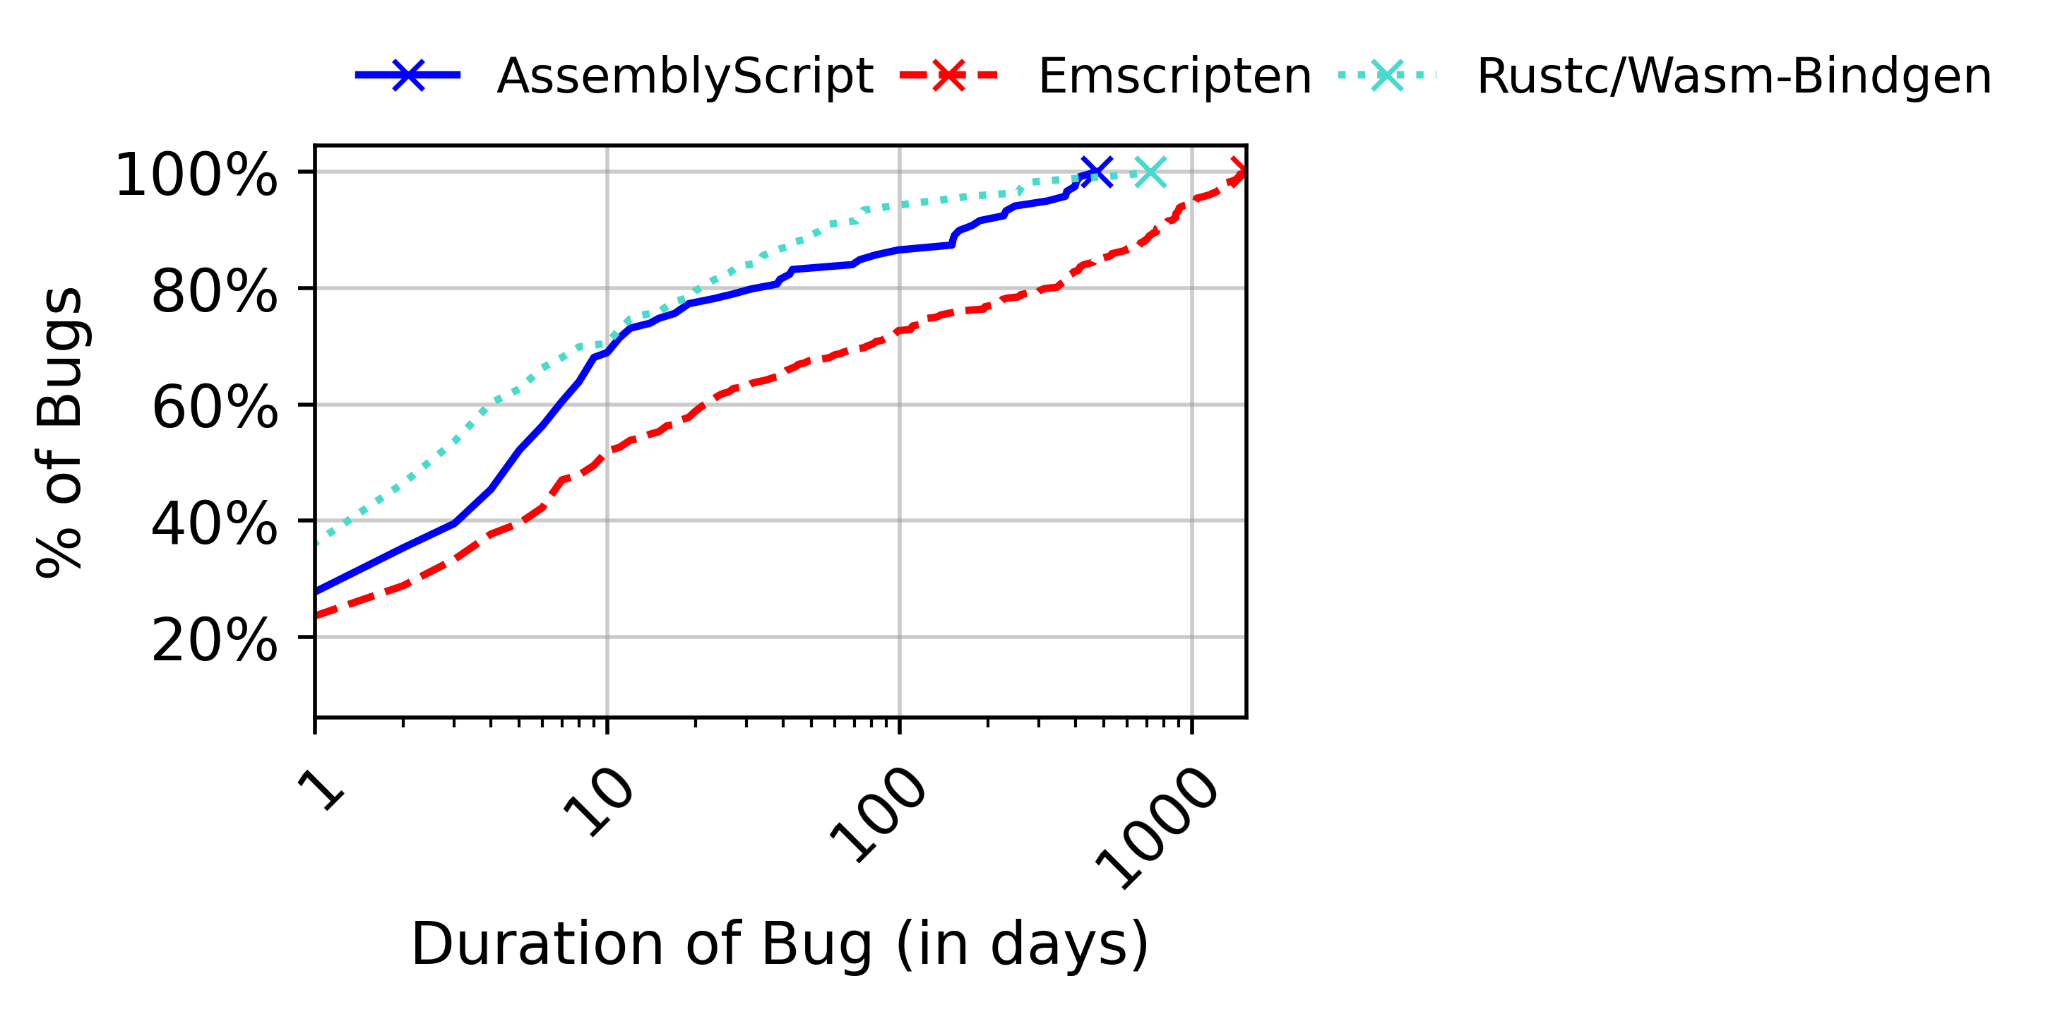 AssemblyScript Emscripten Rustc/Wasm-Bindgen
100%
80%
60%
40%
20%
% of Bugs
1 10 100 1000
Duration of Bug (in days)